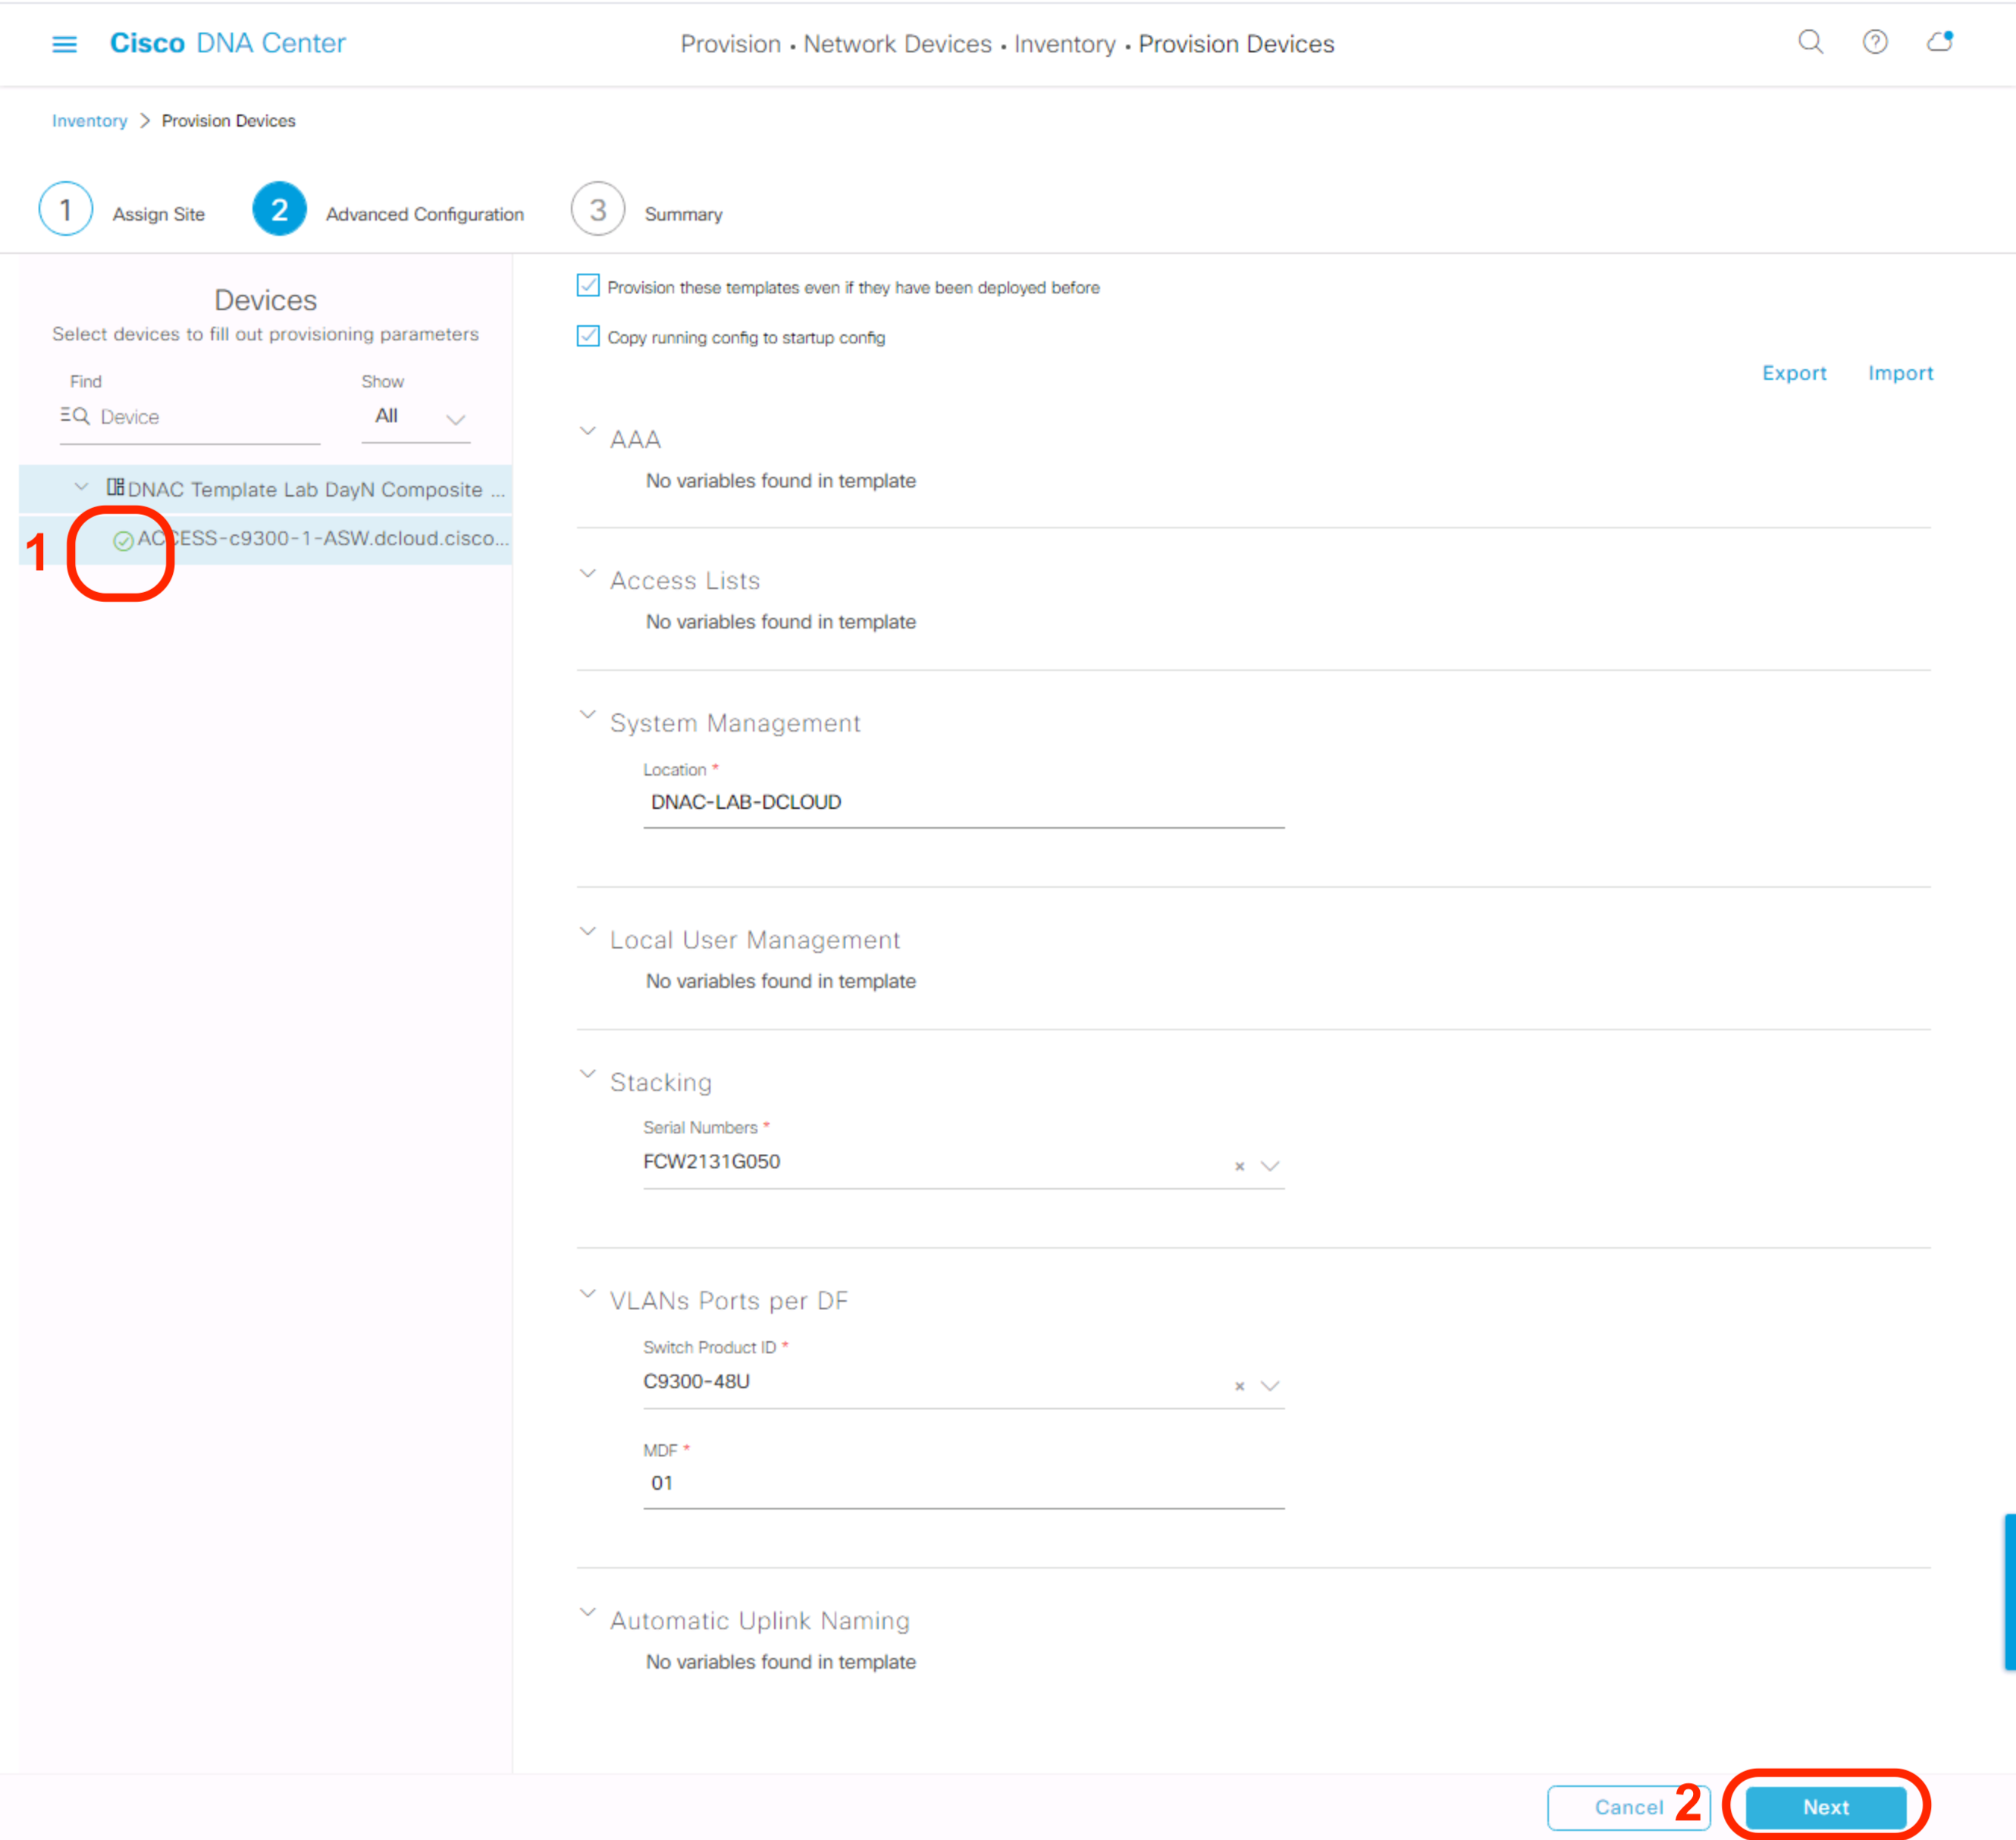 Cisco DNA Center
Provision • Network Devices • Inventory • Provision Devices
Inventory > Provision Devices
1 Assign Site 2 Advanced Configuration 3 Summary
Devices
Select devices to fill out provisioning parameters
Find Show
Device All
DNAC Template Lab DayN Composite ...
1 ACCESS-c9300-1-ASW.dcloud.cisco...
Provision these templates even if they have been deployed before
Copy running config to startup config
Export Import
AAA
No variables found in template
Access Lists
No variables found in template
System Management
Location *
DNAC-LAB-DCLOUD
Local User Management
No variables found in template
Stacking
Serial Numbers *
FCW2131G050
VLANs Ports per DF
Switch Product ID *
C9300-48U
MDF *
01
Automatic Uplink Naming
No variables found in template
Cancel 2 Next